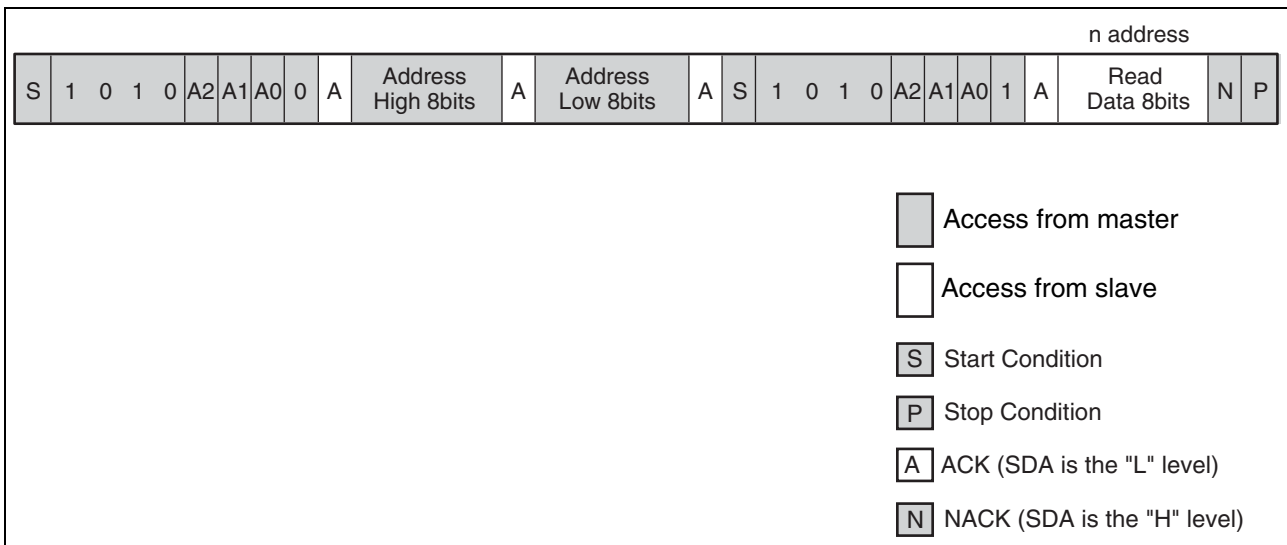 n address
S 1 0 1 0 A2 A1 A0 0 A Address High 8bits A Address Low 8bits A S 1 0 1 0 A2 A1 A0 1 A Read Data 8bits N P
Access from master
Access from slave
S Start Condition
P Stop Condition
A ACK (SDA is the "L" level)
N NACK (SDA is the "H" level)